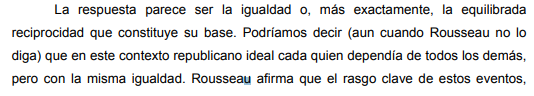 La respuesta parece ser la igualdad o, más exactamente, la equilibrada
reciprocidad que constituye su base. Podríamos decir (aun cuando Rousseau no lo
diga) que en este contexto republicano ideal cada quien dependía de todos los demás,
pero con la misma igualdad. Rousseau afirma que el rasgo clave de estos eventos,